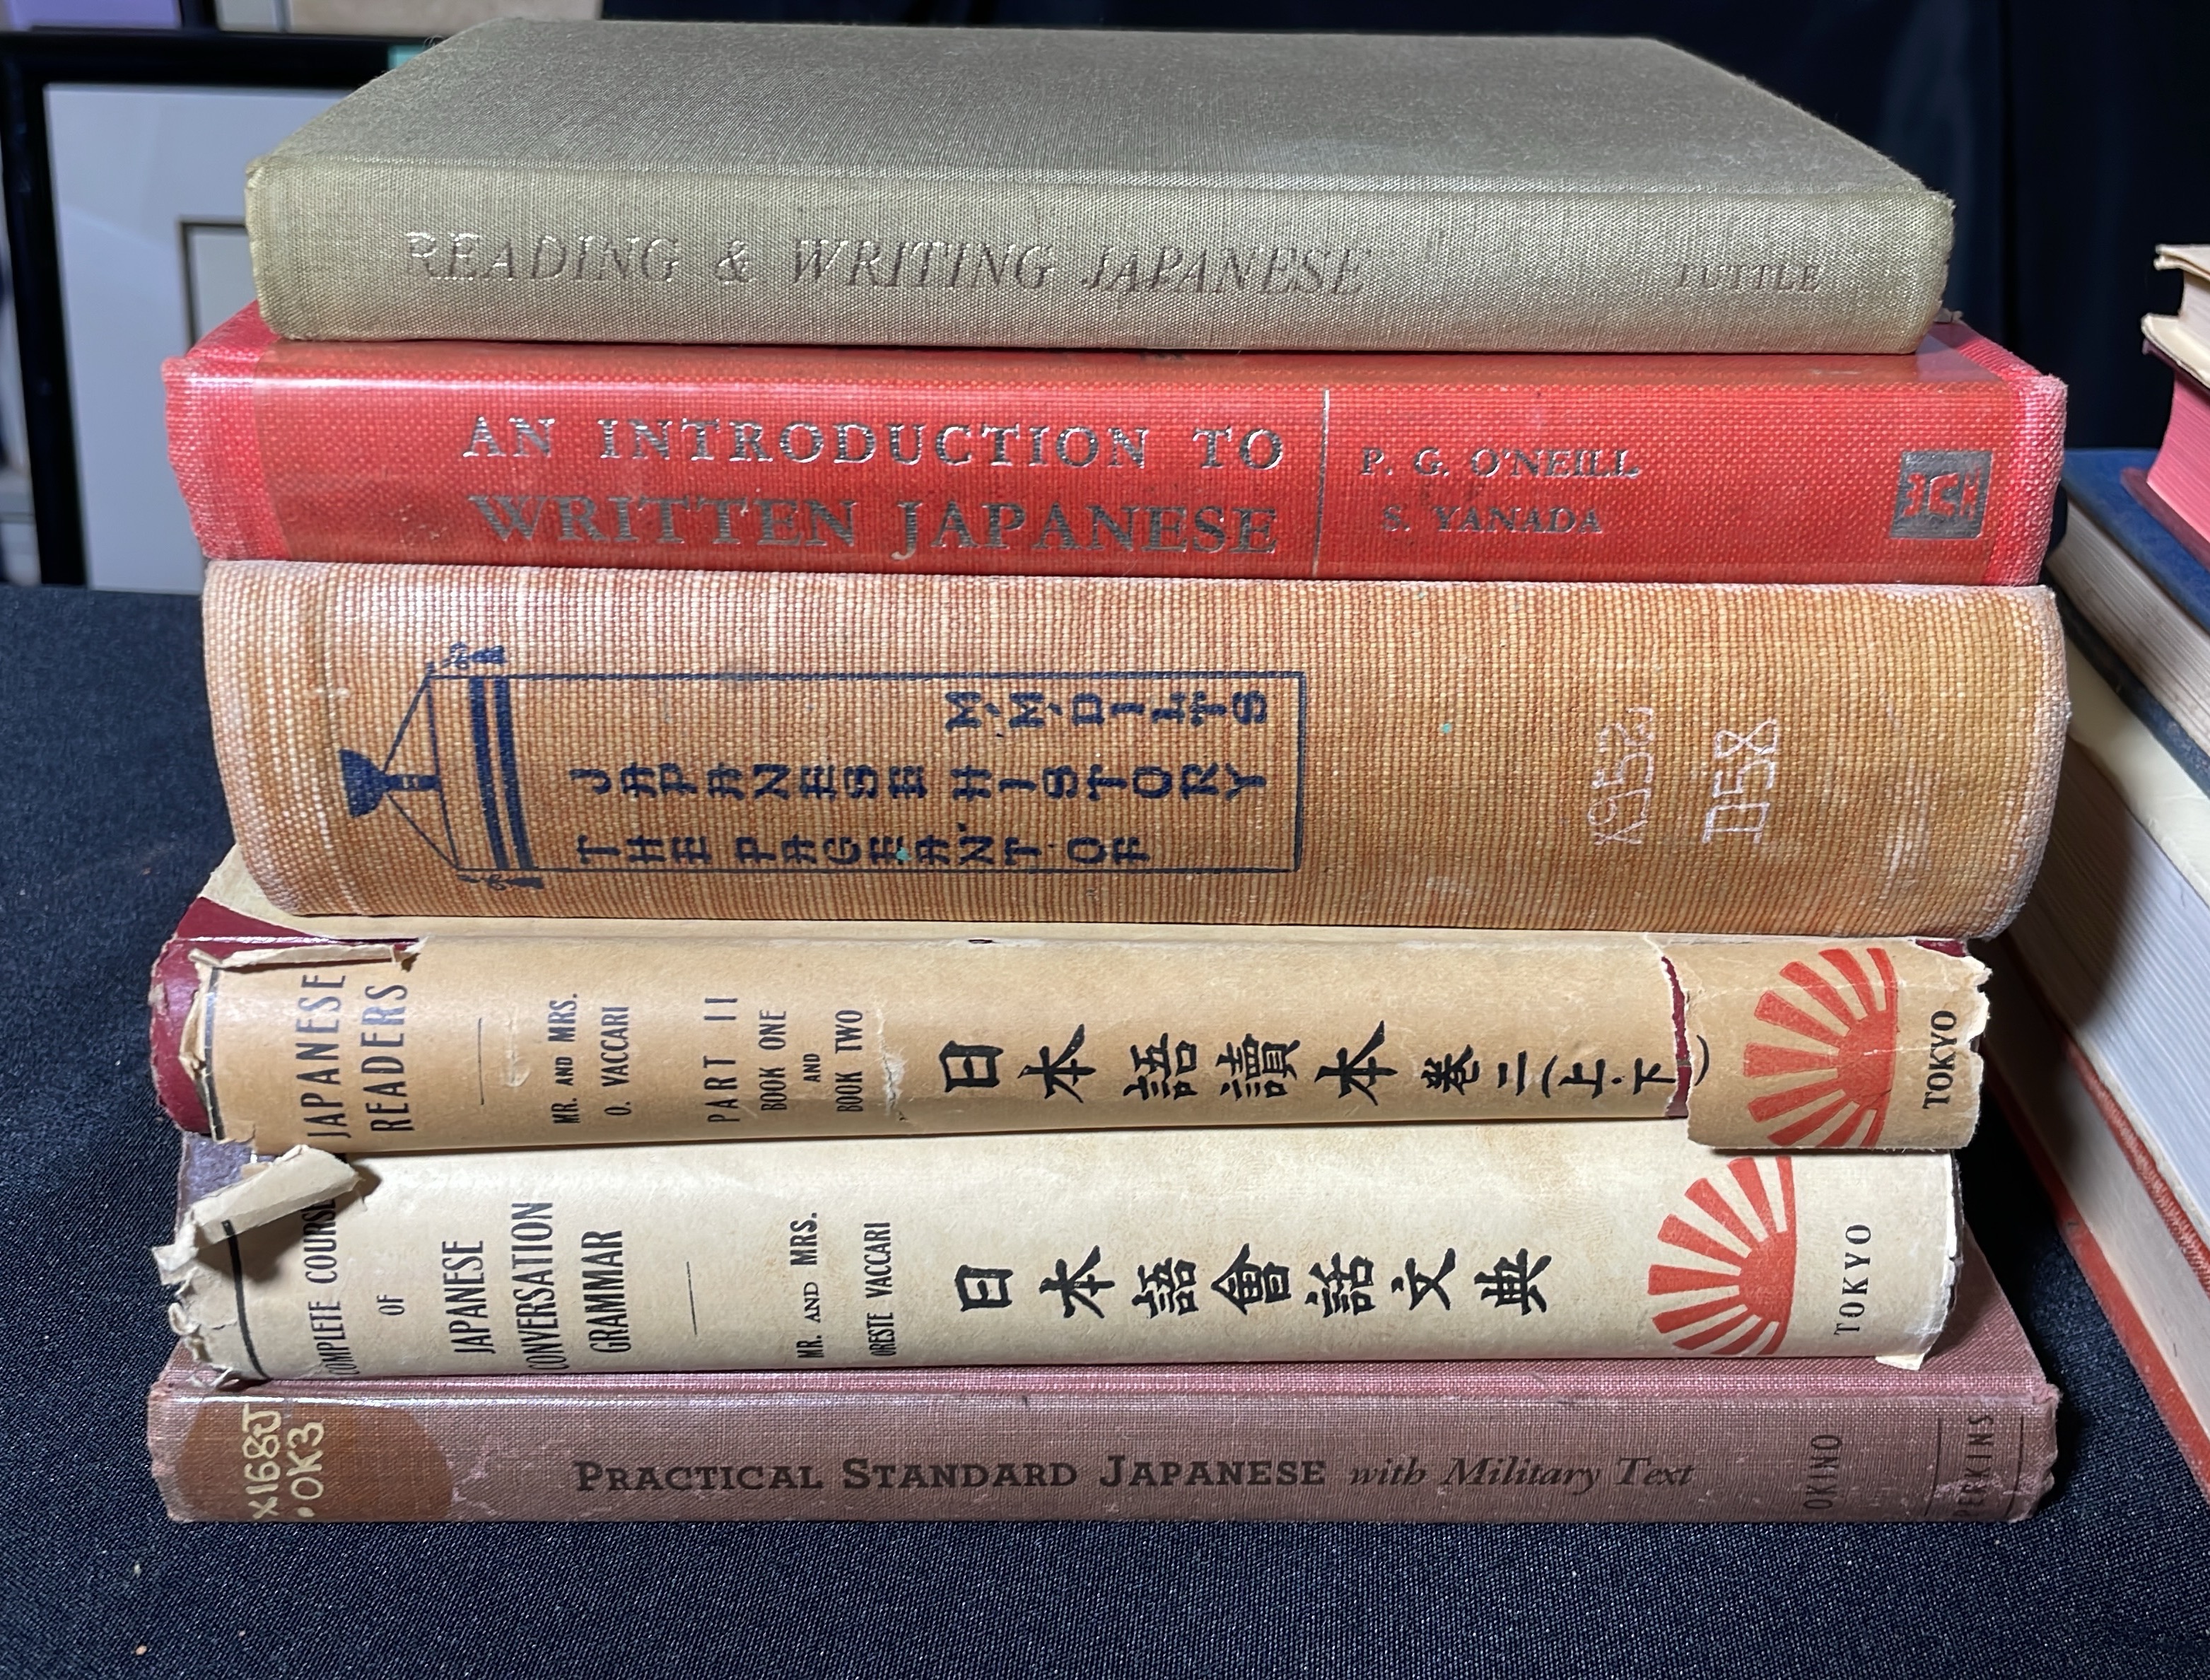 READING & WRITING JAPANESE
TUTTLE
AN INTRODUCTION TO
WRITTEN JAPANESE
P. G. O'NEILL
S. YANADA
THE PAGEANT OF
JAPANESE HISTORY
M. M. DILTS
X952
D58
JAPANESE
READERS
MR. AND MRS.
O. VACCARI
PART II
BOOK ONE
AND
BOOK TWO
日本語讀本 巻二(上・下)
TOKYO
COMPLETE COURSE
OF
JAPANESE
CONVERSATION
GRAMMAR
MR. AND MRS.
ORESTE VACCARI
日本語會話文典
TOKYO
X168J
.OK3
PRACTICAL STANDARD JAPANESE with Military Text
OKINO
PERKINS